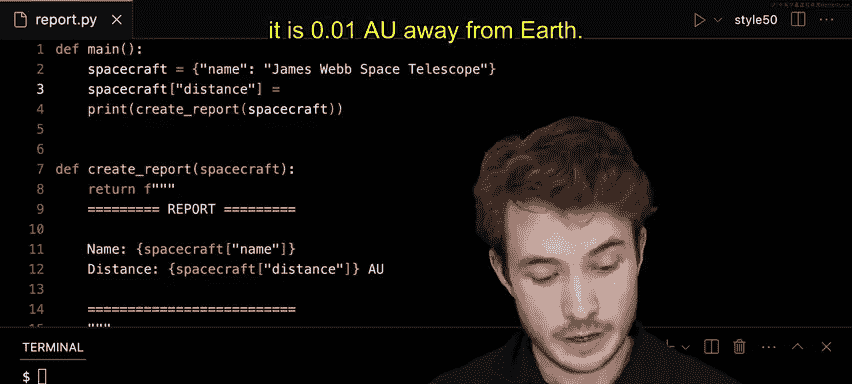 it is 0.01 AU away from Earth.
report.py
style50
1 def main():
2 spacecraft = {"name": "James Webb Space Telescope"}
3 spacecraft["distance"] =
4 print(create_report(spacecraft))
5
6
7 def create_report(spacecraft):
8 return f"""
9 ========= REPORT =========
10
11 Name: {spacecraft["name"]}
12 Distance: {spacecraft["distance"]} AU
13
14 ==========================
15 """
TERMINAL
$